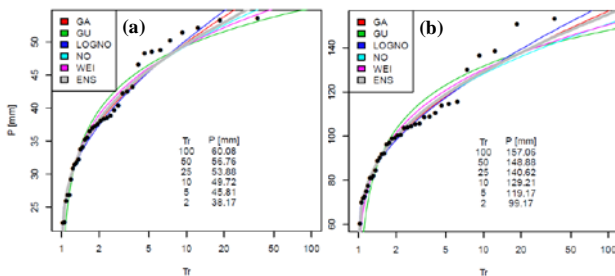 (a)
GA
GU
LOGNO
NO
WEI
ENS
P [mm]
55
50
45
40
35
30
25
Tr P [mm]
100 60.08
50 56.76
25 53.88
10 49.72
5 45.81
2 38.17
1 2 5 10 20 50 100
Tr
(b)
GA
GU
LOGNO
NO
WEI
ENS
P [mm]
140
120
100
80
60
Tr P [mm]
100 157.05
50 148.88
25 140.62
10 129.21
5 119.17
2 99.17
1 2 5 10 20 50 100
Tr